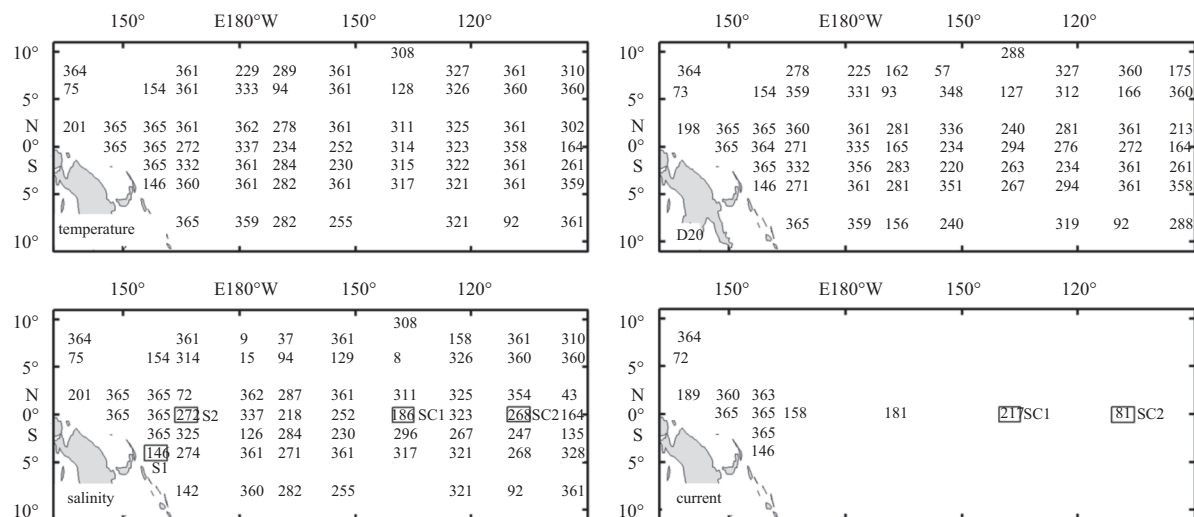 150° E180°W 150° 120°
10° 308
364 361 229 289 361 327 361 310
75 154 361 333 94 361 128 326 360 360
5°
N 201 365 365 361 362 278 361 311 325 361 302
0° 365 365 272 337 234 252 314 323 358 164
S 365 332 361 284 230 315 322 361 261
5° 146 360 361 282 361 317 321 361 359
365 359 282 255 321 92 361
temperature
10°
150° E180°W 150° 120°
10° 288
364 278 225 162 57 327 360 175
73 154 359 331 93 348 127 312 166 360
5°
N 198 365 365 360 361 281 336 240 281 361 213
0° 365 364 271 335 165 234 294 276 272 164
S 365 332 356 283 220 263 234 361 261
5° 146 271 361 281 351 267 294 361 358
365 359 156 240 319 92 288
D20
10°
150° E180°W 150° 120°
10° 308
364 361 9 37 361 158 361 310
75 154 314 15 94 129 8 326 360 360
5°
N 201 365 365 72 362 287 361 311 325 354 43
0° 365 365 272 S2 337 218 252 186 SC1 323 268 SC2 164
S 365 325 126 284 230 296 267 247 135
5° 146 274 361 271 361 317 321 268 328
S1
142 360 282 255 321 92 361
salinity
10°
150° E180°W 150° 120°
10°
364
72
5°
N 189 360 363
0° 365 365 158 181 217 SC1 81 SC2
S 365
5° 146
current
10°